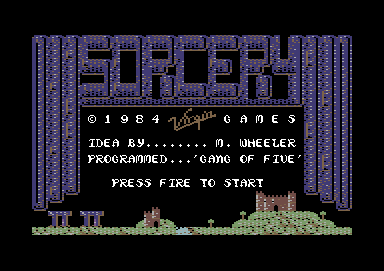 SORCERY
© 1984 Virgin GAMES
IDEA BY........ M. WHEELER
PROGRAMMED...'GANG OF FIVE'
PRESS FIRE TO START